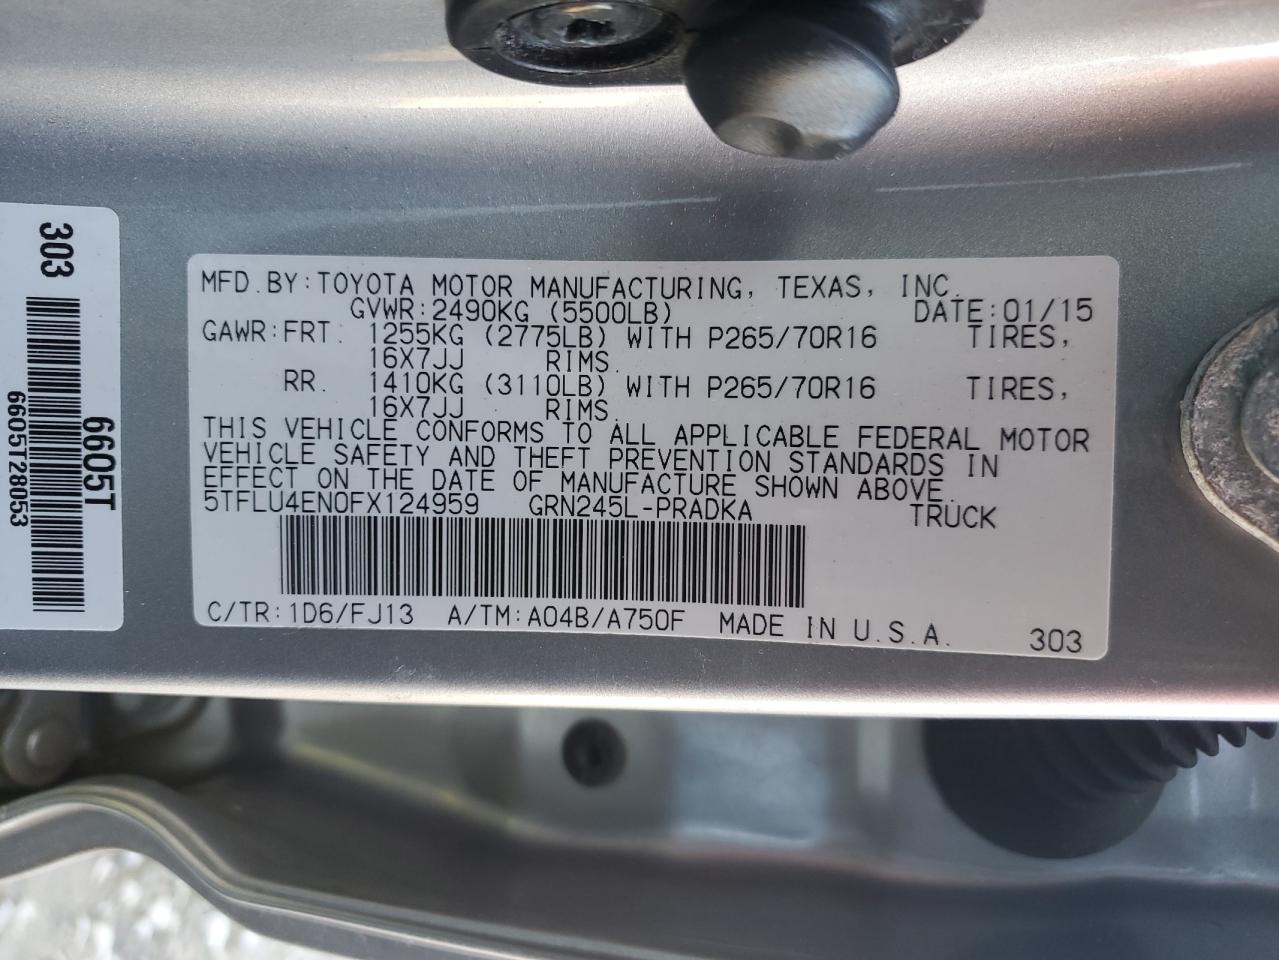 303
6605T
6605T28053
MFD.BY:TOYOTA MOTOR MANUFACTURING, TEXAS, INC.
GVWR:2490KG (5500LB) DATE:01/15
GAWR:FRT. 1255KG (2775LB) WITH P265/70R16 TIRES,
16X7JJ RIMS.
RR. 1410KG (3110LB) WITH P265/70R16 TIRES,
16X7JJ RIMS.
THIS VEHICLE CONFORMS TO ALL APPLICABLE FEDERAL MOTOR
VEHICLE SAFETY AND THEFT PREVENTION STANDARDS IN
EFFECT ON THE DATE OF MANUFACTURE SHOWN ABOVE.
5TFLU4EN0FX124959 GRN245L-PRADKA TRUCK
C/TR:1D6/FJ13 A/TM:A04B/A750F MADE IN U.S.A. 303